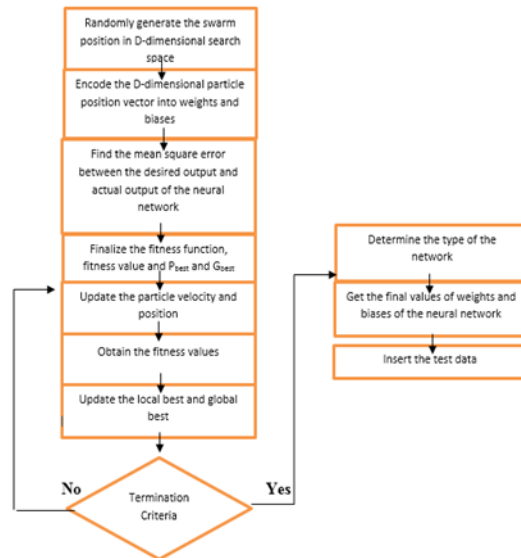 Randomly generate the swarm
position in D-dimensional search
space
Encode the D-dimensional particle
position vector into weights and
biases
Find the mean square error
between the desired output and
actual output of the neural
network
Finalize the fitness function,
fitness value and Pbest and Gbest
Update the particle velocity and
position
Obtain the fitness values
Update the local best and global
best
No
Termination
Criteria
Yes
Determine the type of the
network
Get the final values of weights and
biases of the neural network
Insert the test data